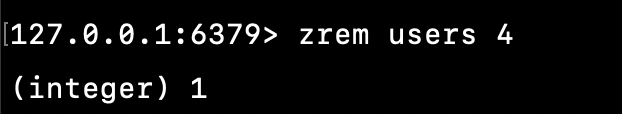 127.0.0.1:6379> zrem users 4
(integer) 1